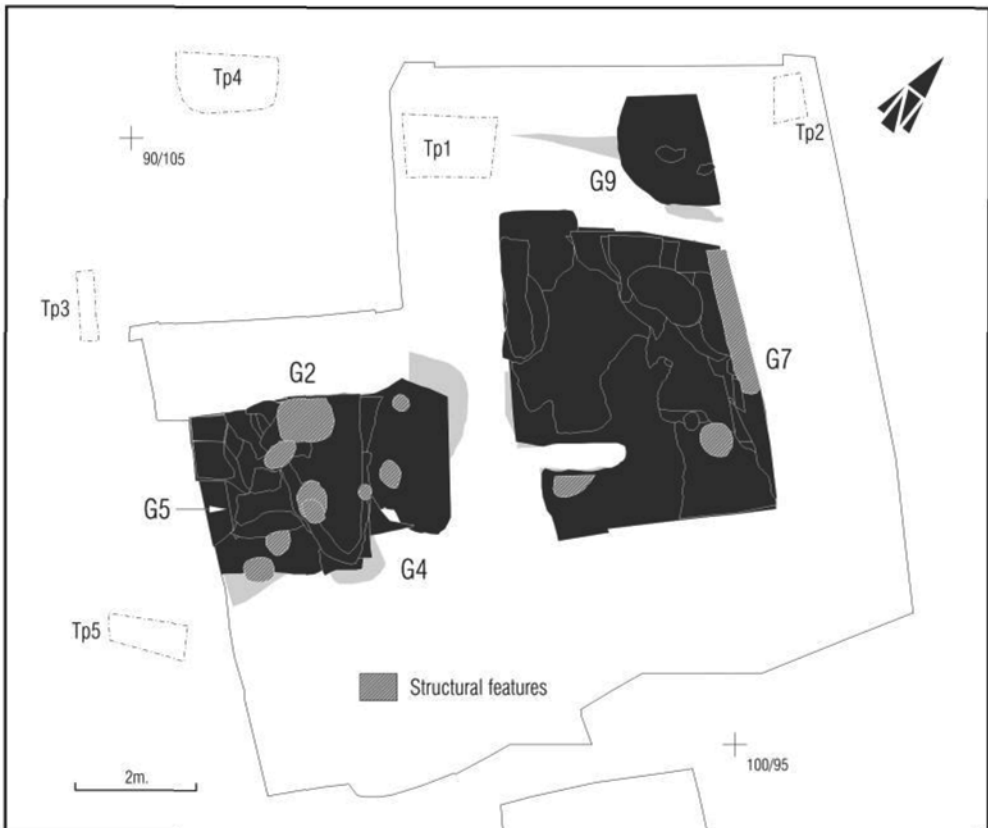 Tp4
Tp2
Tp1
90/105
G9
Tp3
G7
G2
G5
G4
Tp5
Structural features
2m.
100/95